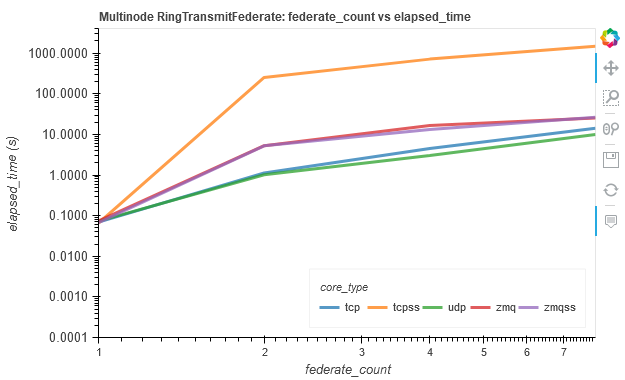 Multinode RingTransmitFederate: federate_count vs elapsed_time
elapsed_time (s)
1000.0000
100.0000
10.0000
1.0000
0.1000
0.0100
0.0010
0.0001
core_type
tcp tcpss udp zmq zmqss
1 2 3 4 5 6 7
federate_count